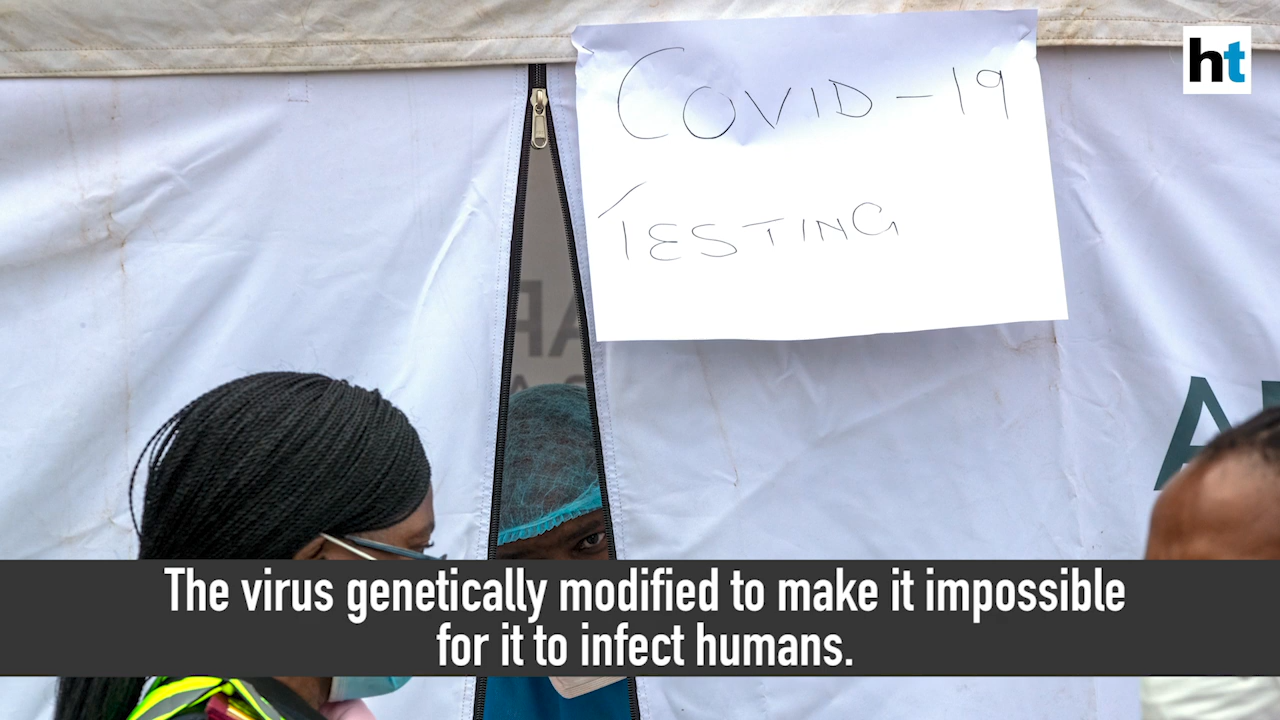 ht
COVID-19
TESTING
The virus genetically modified to make it impossible
for it to infect humans.